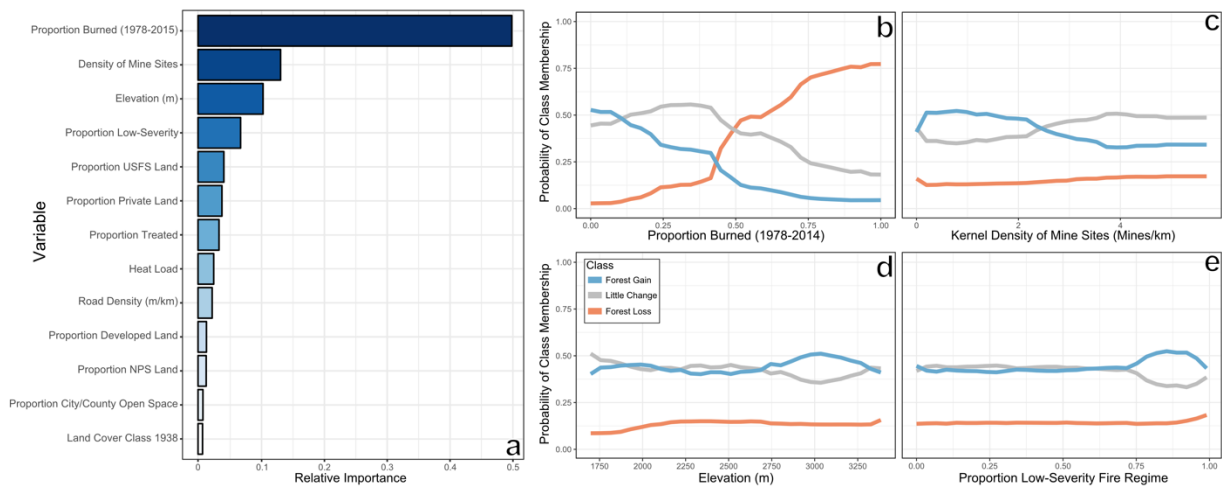 Variable
Proportion Burned (1978-2015)
Density of Mine Sites
Elevation (m)
Proportion Low-Severity
Proportion USFS Land
Proportion Private Land
Proportion Treated
Heat Load
Road Density (m/km)
Proportion Developed Land
Proportion NPS Land
Proportion City/County Open Space
Land Cover Class 1938
0 0.1 0.2 0.3 0.4 0.5
Relative Importance
a
b
Probability of Class Membership
1.00
0.75
0.50
0.25
0.00
0.00 0.25 0.50 0.75 1.00
Proportion Burned (1978-2014)
c
0 2 4
Kernel Density of Mine Sites (Mines/km)
d
Probability of Class Membership
1.00
0.75
0.50
0.25
0.00
Class
Forest Gain
Little Change
Forest Loss
1750 2000 2250 2500 2750 3000 3250
Elevation (m)
e
0.00 0.25 0.50 0.75 1.00
Proportion Low-Severity Fire Regime